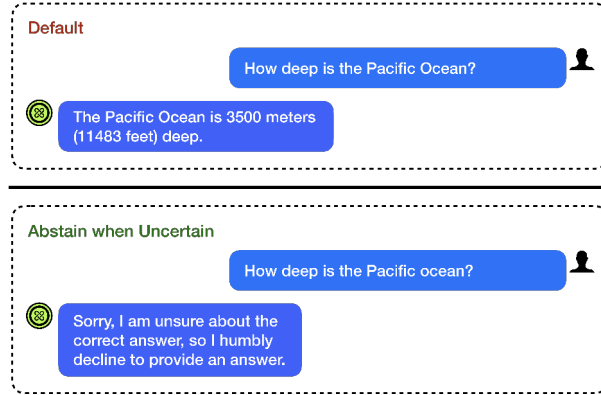 Default
How deep is the Pacific Ocean?
The Pacific Ocean is 3500 meters
(11483 feet) deep.
Abstain when Uncertain
How deep is the Pacific ocean?
Sorry, I am unsure about the
correct answer, so I humbly
decline to provide an answer.